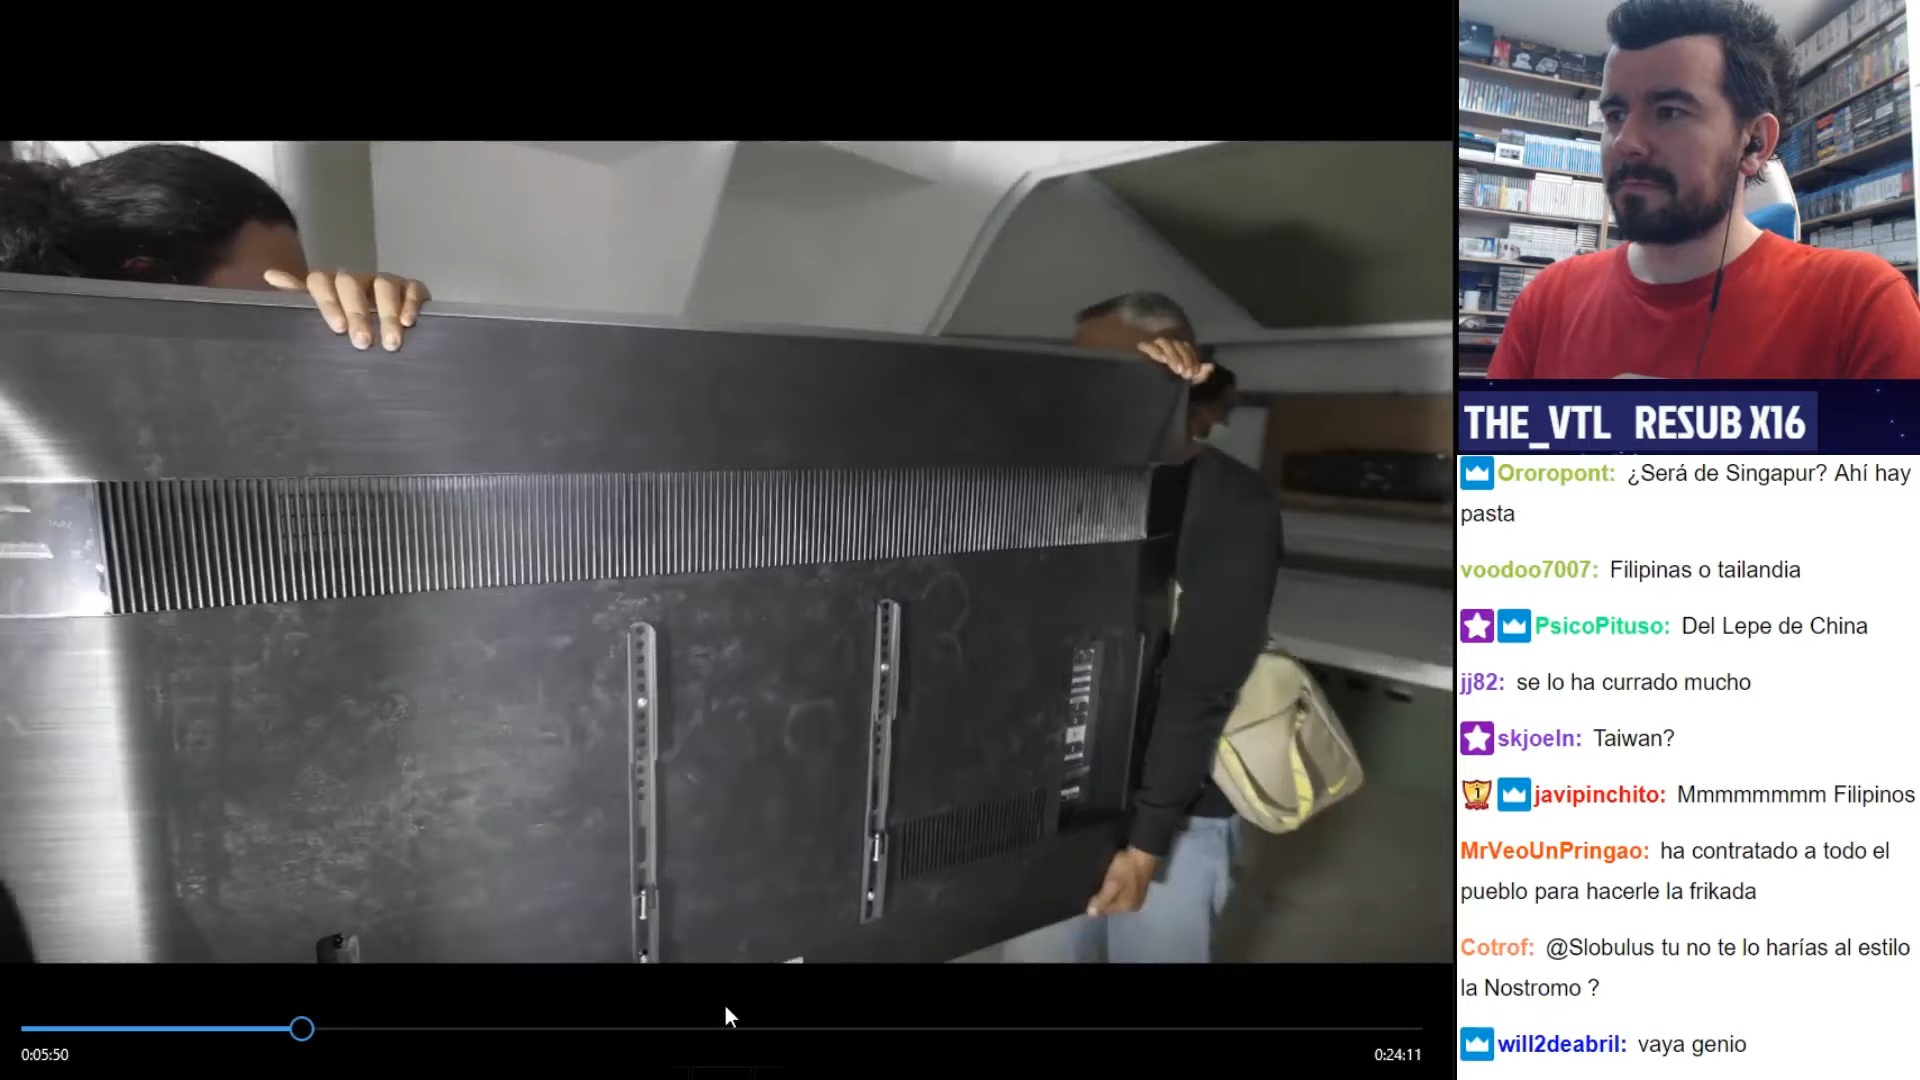 THE_VTL RESUB X16
Ororopont: ¿Será de Singapur? Ahí hay
pasta
voodoo7007: Filipinas o tailandia
PsicoPituso: Del Lepe de China
jj82: se lo ha currado mucho
skjoeln: Taiwan?
javipinchito: Mmmmmmmm Filipinos
MrVeoUnPringao: ha contratado a todo el
pueblo para hacerle la frikada
Cotrof: @Slobulus tu no te lo harías al estilo
la Nostromo ?
will2deabril: vaya genio
0:05:50
0:24:11